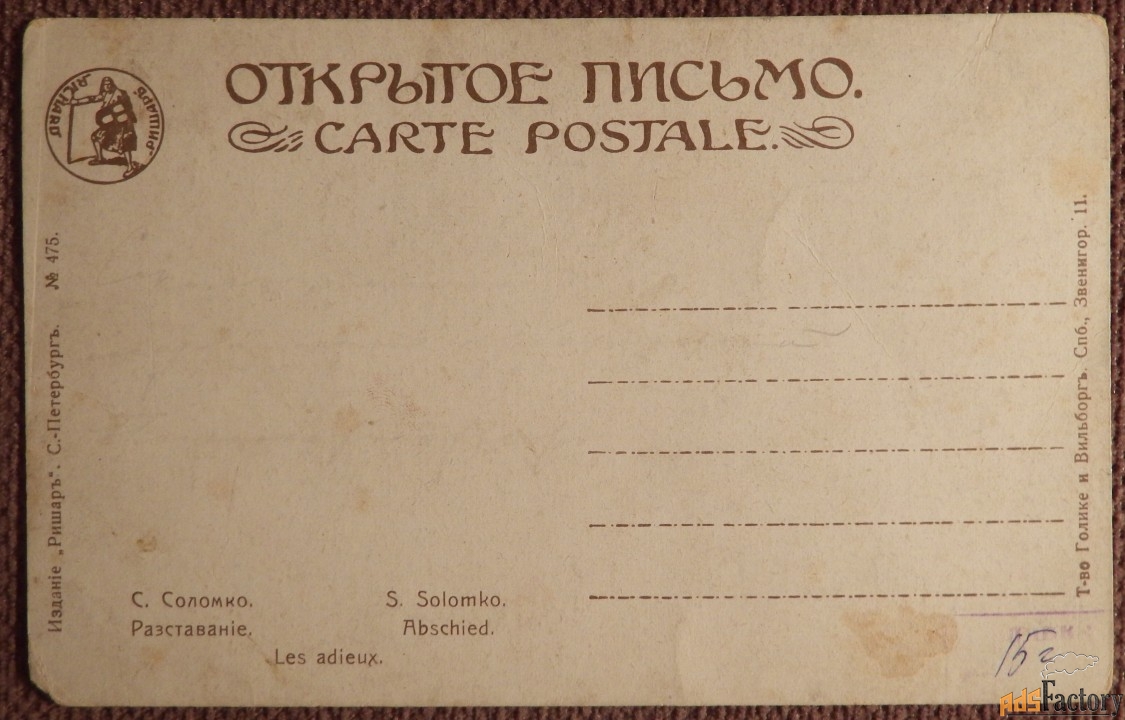 ОТКРЫТОЕ ПИСЬМО.
CARTE POSTALE.
"РИШАРЪ"
"RICHARD"
Изданіе „Ришаръ". С.-Петербургъ. № 475.
Т-во Голике и Вильборгъ. Спб., Звенигор. 11.
С. Соломко.
Разставаніе.
S. Solomko.
Abschied.
Les adieux.
15
AdsFactory